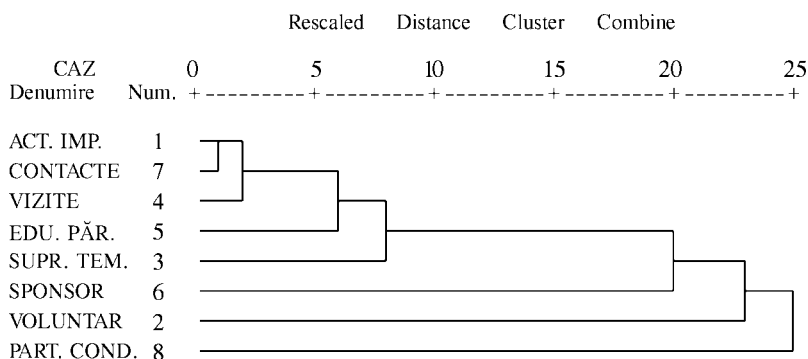 Rescaled Distance Cluster Combine
CAZ 0 5 10 15 20 25
Denumire Num. +---------+---------+---------+---------+---------+
ACT. IMP. 1
CONTACTE 7
VIZITE 4
EDU. PĂR. 5
SUPR. TEM. 3
SPONSOR 6
VOLUNTAR 2
PART. COND. 8